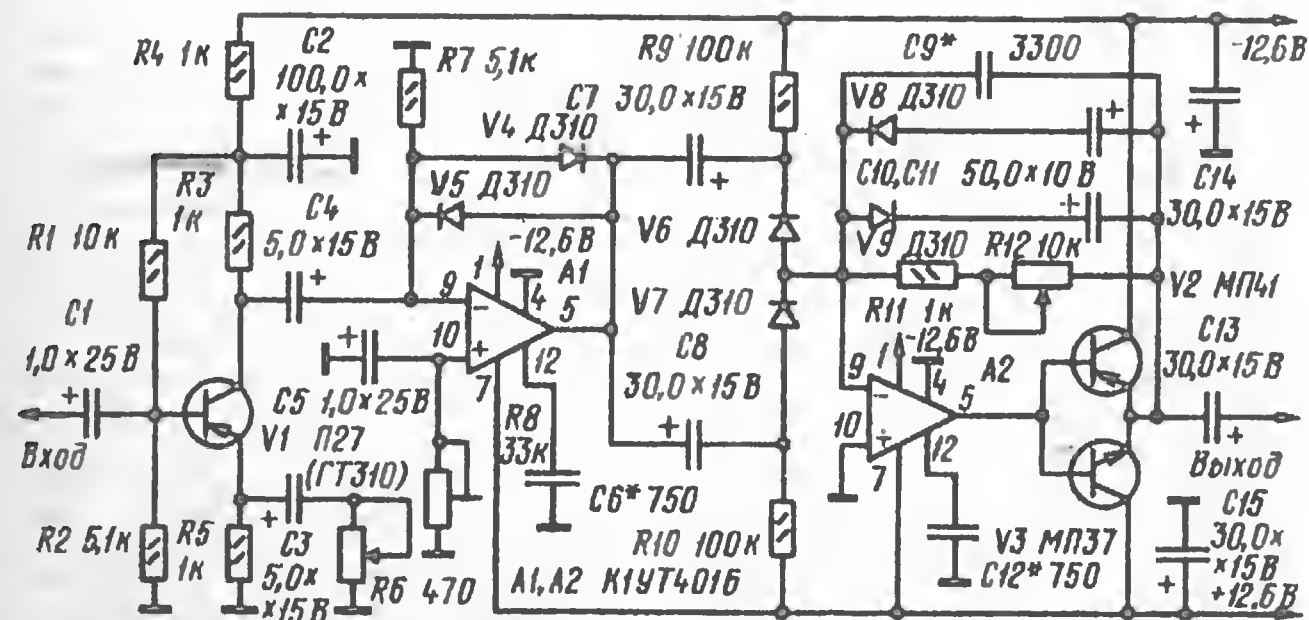 R4 1к
C2
100,0×
×15В
R7 5,1к
C7 30,0×15В
R9 100к
C9* 3300
-12,6В
V4 Д310
V8 Д310
R3
1к
C4
5,0×15В
V5 Д310
-12,6В
V6 Д310
C10, C11 50,0×10В
C14
30,0×15В
R1 10к
1
4
A1
V9 Д310
R12 10к
V7 Д310
R11 1к
V2 МП41
C1
1,0×25В
9
10
5
12
7
C8
30,0×15В
-12,6В
1
4
A2
C13
30,0×15В
9
5
10
12
7
Вход
C5 1,0×25В
V1 П27
(ГТ310)
R8
33к
C6* 750
Выход
R2 5,1к
R5
1к
C3
5,0×
×15В
R6 470
R10 100к
V3 МП37
C12* 750
C15
30,0×
×15В
+12,6В
A1, A2 К1УТ401б